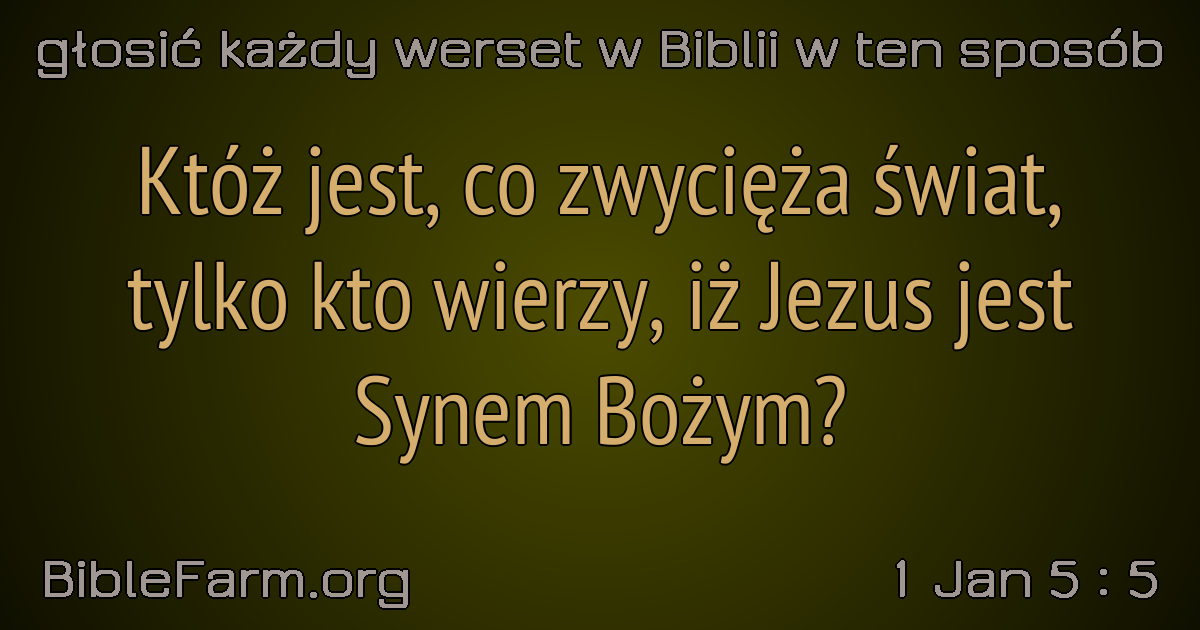 głosić każdy werset w Biblii w ten sposób
Któż jest, co zwycięża świat,
tylko kto wierzy, iż Jezus jest
Synem Bożym?
BibleFarm.org
1 Jan 5 : 5